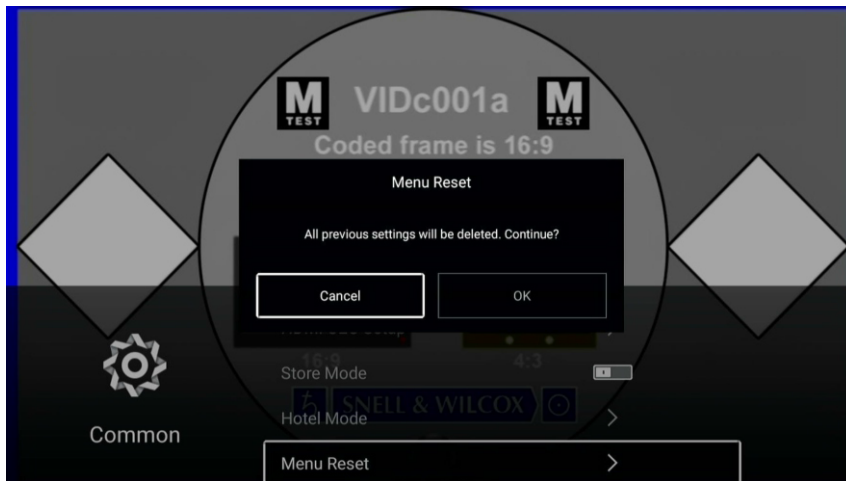 M
TEST
VIDc001a
M
TEST
Coded frame is 16:9
Menu Reset
All previous settings will be deleted. Continue?
Cancel
OK
16:9
4:3
Store Mode
SNELL & WILCOX
Hotel Mode
Common
Menu Reset